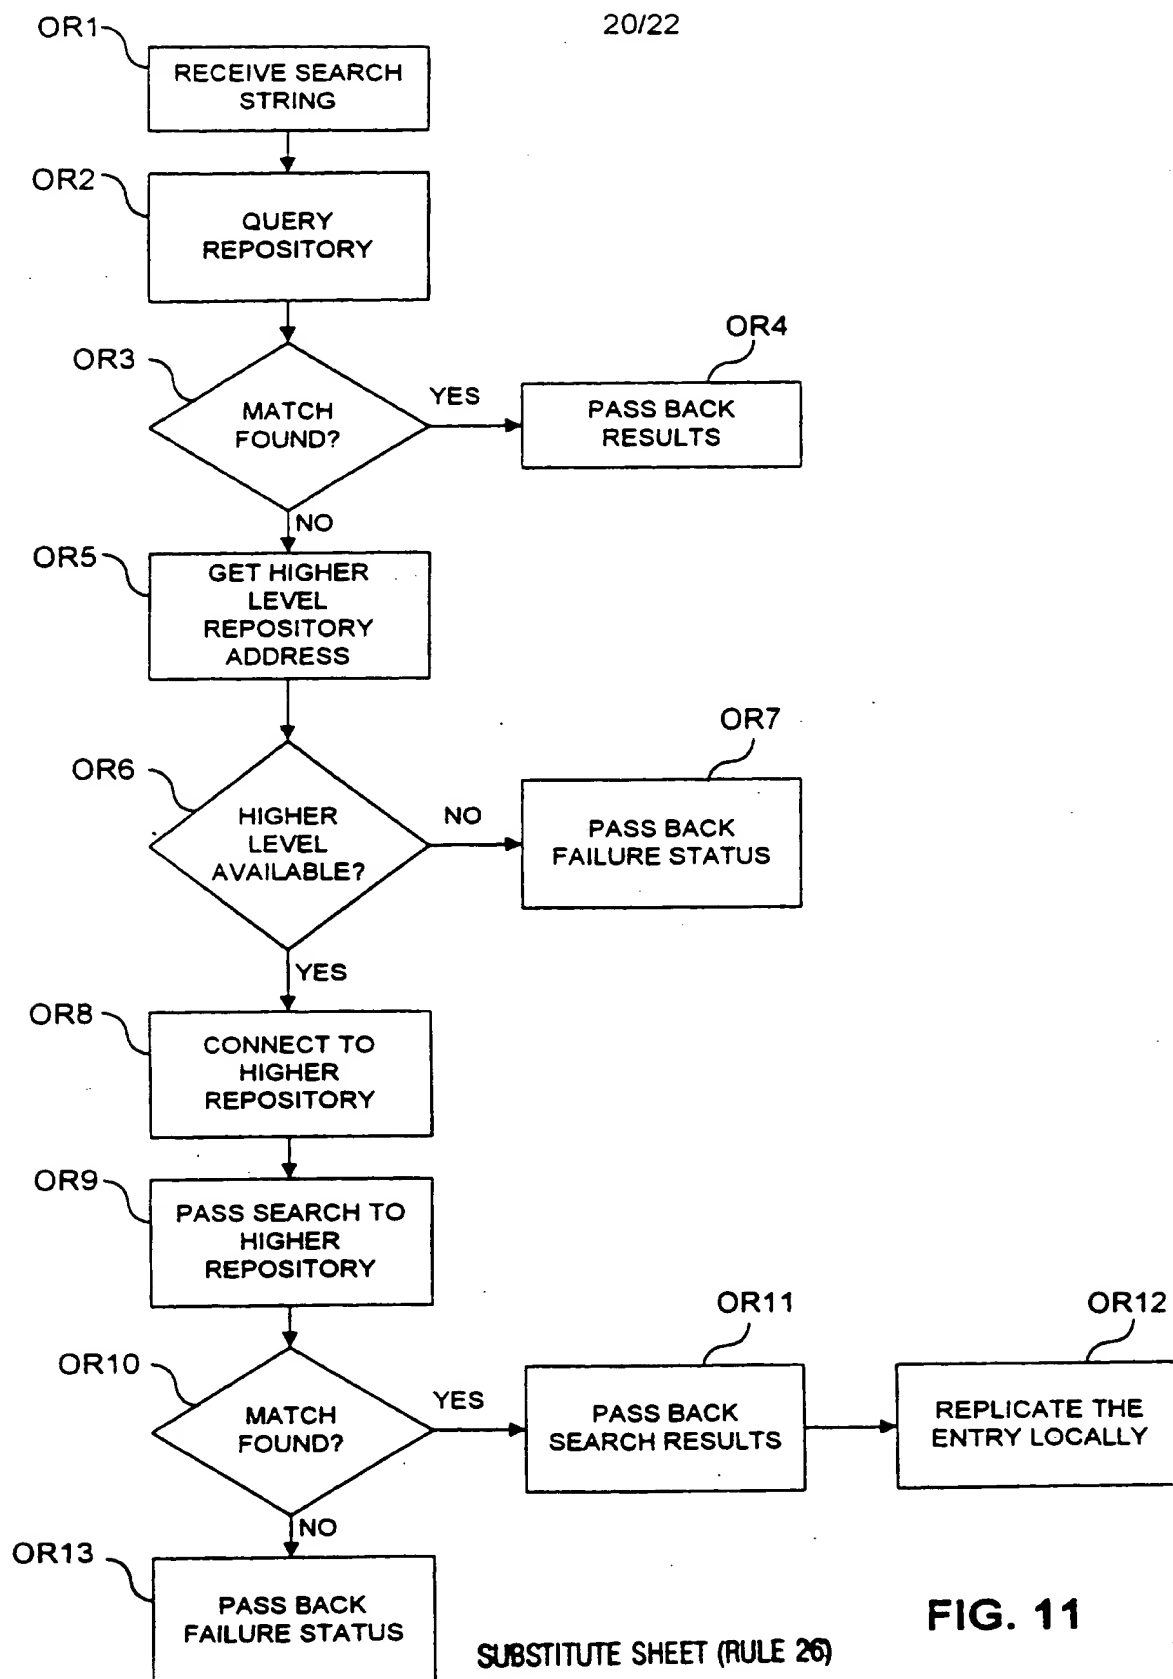 20/22
OR1
RECEIVE SEARCH
STRING
OR2
QUERY
REPOSITORY
OR3
MATCH
FOUND?
YES
OR4
PASS BACK
RESULTS
NO
OR5
GET HIGHER
LEVEL
REPOSITORY
ADDRESS
OR6
HIGHER
LEVEL
AVAILABLE?
NO
OR7
PASS BACK
FAILURE STATUS
YES
OR8
CONNECT TO
HIGHER
REPOSITORY
OR9
PASS SEARCH TO
HIGHER
REPOSITORY
OR10
MATCH
FOUND?
YES
OR11
PASS BACK
SEARCH RESULTS
OR12
REPLICATE THE
ENTRY LOCALLY
NO
OR13
PASS BACK
FAILURE STATUS
FIG. 11
SUBSTITUTE SHEET (RULE 26)